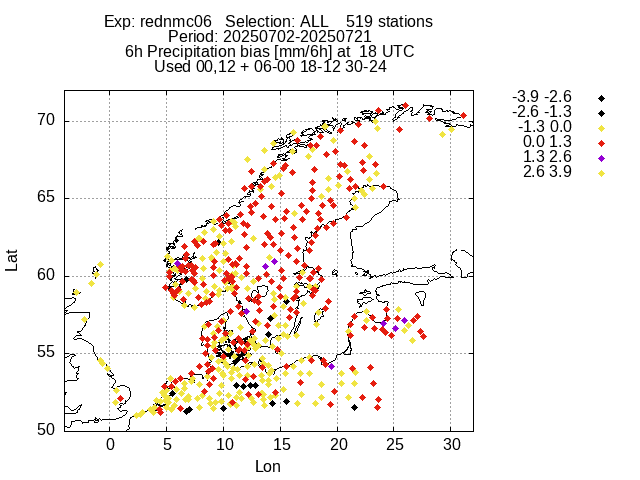 Exp: rednmc06 Selection: ALL 519 stations
Period: 20250702-20250721
6h Precipitation bias [mm/6h] at 18 UTC
Used 00,12 + 06-00 18-12 30-24
-3.9 -2.6
-2.6 -1.3
-1.3 0.0
0.0 1.3
1.3 2.6
2.6 3.9
70
65
60
55
50
Lat
0 5 10 15 20 25 30
Lon